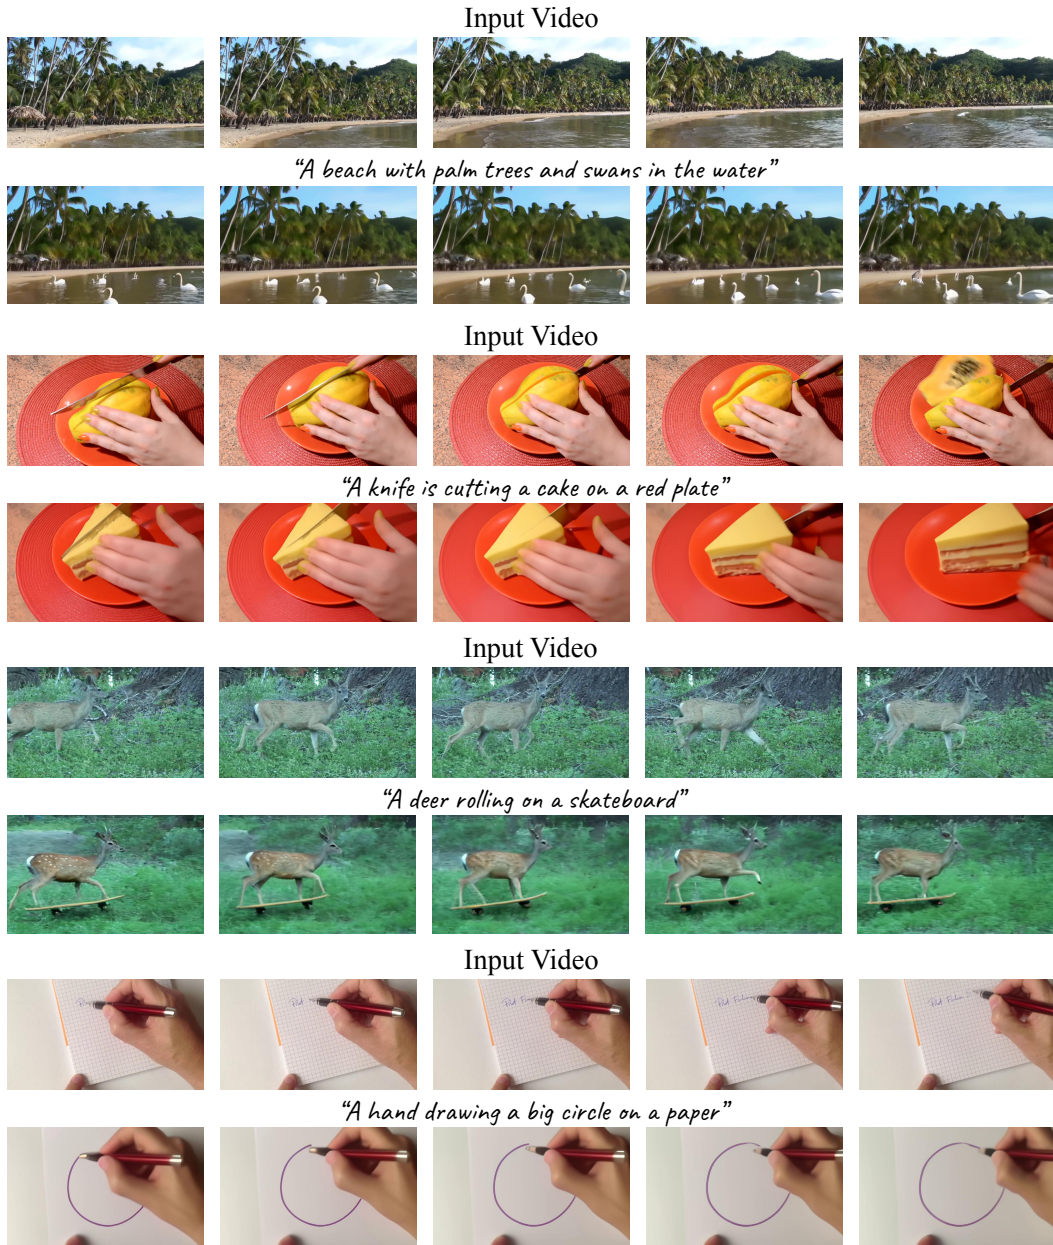 Input Video
“A beach with palm trees and swans in the water”
Input Video
“A knife is cutting a cake on a red plate”
Input Video
“A deer rolling on a skateboard”
Input Video
“A hand drawing a big circle on a paper”